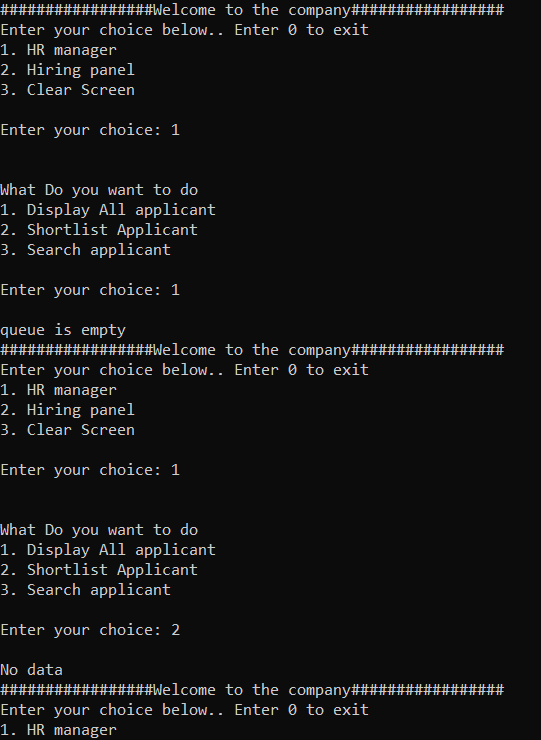 #################Welcome to the company#################
Enter your choice below.. Enter 0 to exit
1. HR manager
2. Hiring panel
3. Clear Screen
Enter your choice: 1
What Do you want to do
1. Display All applicant
2. Shortlist Applicant
3. Search applicant
Enter your choice: 1
queue is empty
#################Welcome to the company#################
Enter your choice below.. Enter 0 to exit
1. HR manager
2. Hiring panel
3. Clear Screen
Enter your choice: 1
What Do you want to do
1. Display All applicant
2. Shortlist Applicant
3. Search applicant
Enter your choice: 2
No data
#################Welcome to the company#################
Enter your choice below.. Enter 0 to exit
1. HR manager